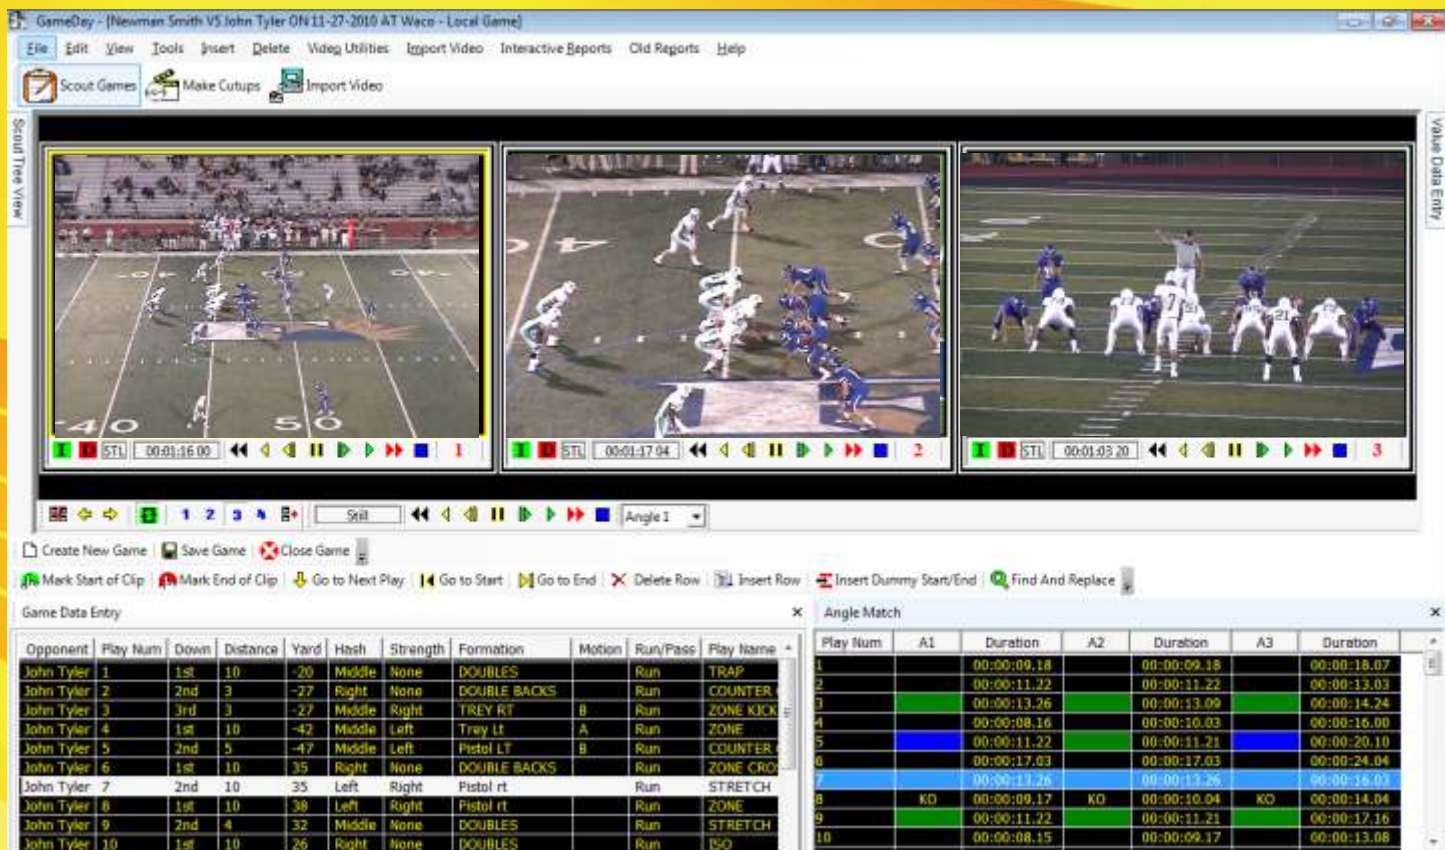 GameDay - [Newman Smith VS John Tyler ON 11-27-2010 AT Waco - Local Game]
File Edit View Tools Insert Delete Video Utilities Import Video Interactive Reports Old Reports Help
Scout Games Make Cutups Import Video
Scout Tree View
Value Data Entry
40 50
I D STL 00:01:16 00 1
I D STL 00:01:17 04 2
I D STL 00:01:03 20 3
1 2 3 4 Still Angle 1
Create New Game Save Game Close Game
Mark Start of Clip Mark End of Clip Go to Next Play Go to Start Go to End Delete Row Insert Row Insert Dummy Start/End Find And Replace
Game Data Entry
Opponent Play Num Down Distance Yard Hash Strength Formation Motion Run/Pass Play Name
John Tyler 1 1st 10 -20 Middle None DOUBLES Run TRAP
John Tyler 2 2nd 3 -27 Right None DOUBLE BACKS Run COUNTER
John Tyler 3 3rd 3 -27 Middle Right TREY RT B Run ZONE KICK
John Tyler 4 1st 10 -42 Middle Left Trey Lt A Run ZONE
John Tyler 5 2nd 5 -47 Middle Left Pistol LT B Run COUNTER
John Tyler 6 1st 10 35 Right None DOUBLE BACKS Run ZONE CRO
John Tyler 7 2nd 10 35 Left Right Pistol rt Run STRETCH
John Tyler 8 1st 10 38 Left Right Pistol rt Run ZONE
John Tyler 9 2nd 4 32 Middle None DOUBLES Run STRETCH
John Tyler 10 1st 10 26 Right None DOUBLES Run ISO
Angle Match
Play Num A1 Duration A2 Duration A3 Duration
1 00:00:09.18 00:00:09.18 00:00:18.07
2 00:00:11.22 00:00:11.22 00:00:13.03
3 00:00:13.26 00:00:13.09 00:00:14.24
4 00:00:08.16 00:00:10.03 00:00:16.00
5 00:00:11.22 00:00:11.21 00:00:20.10
6 00:00:17.03 00:00:17.03 00:00:24.04
7 00:00:13.26 00:00:13.26 00:00:16.03
8 KO 00:00:09.17 KO 00:00:10.04 KO 00:00:14.04
9 00:00:11.22 00:00:11.21 00:00:17.16
10 00:00:08.15 00:00:09.17 00:00:13.08